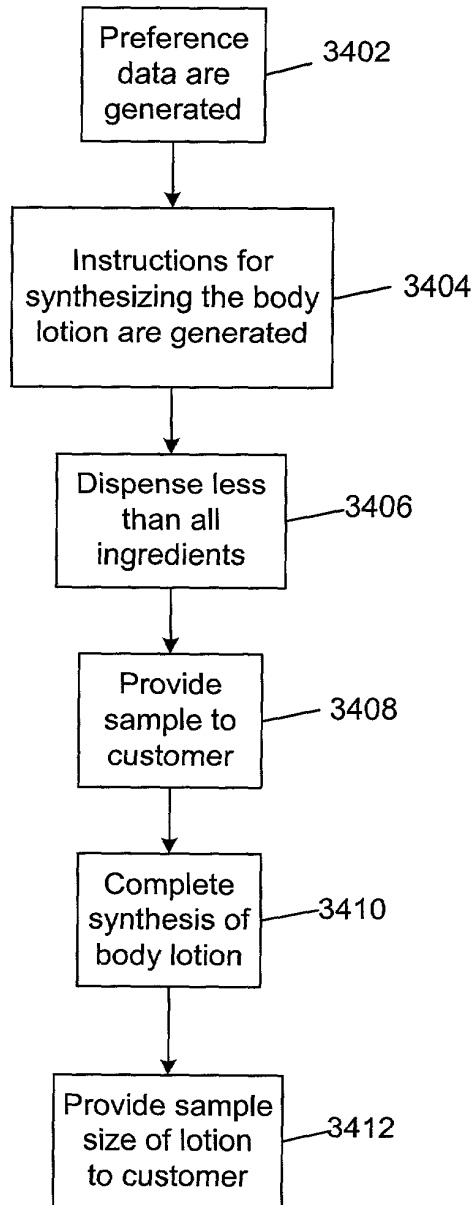 Preference
data are
generated
3402
Instructions for
synthesizing the body
lotion are generated
3404
Dispense less
than all
ingredients
3406
Provide
sample to
customer
3408
Complete
synthesis of
body lotion
3410
Provide sample
size of lotion
to customer
3412